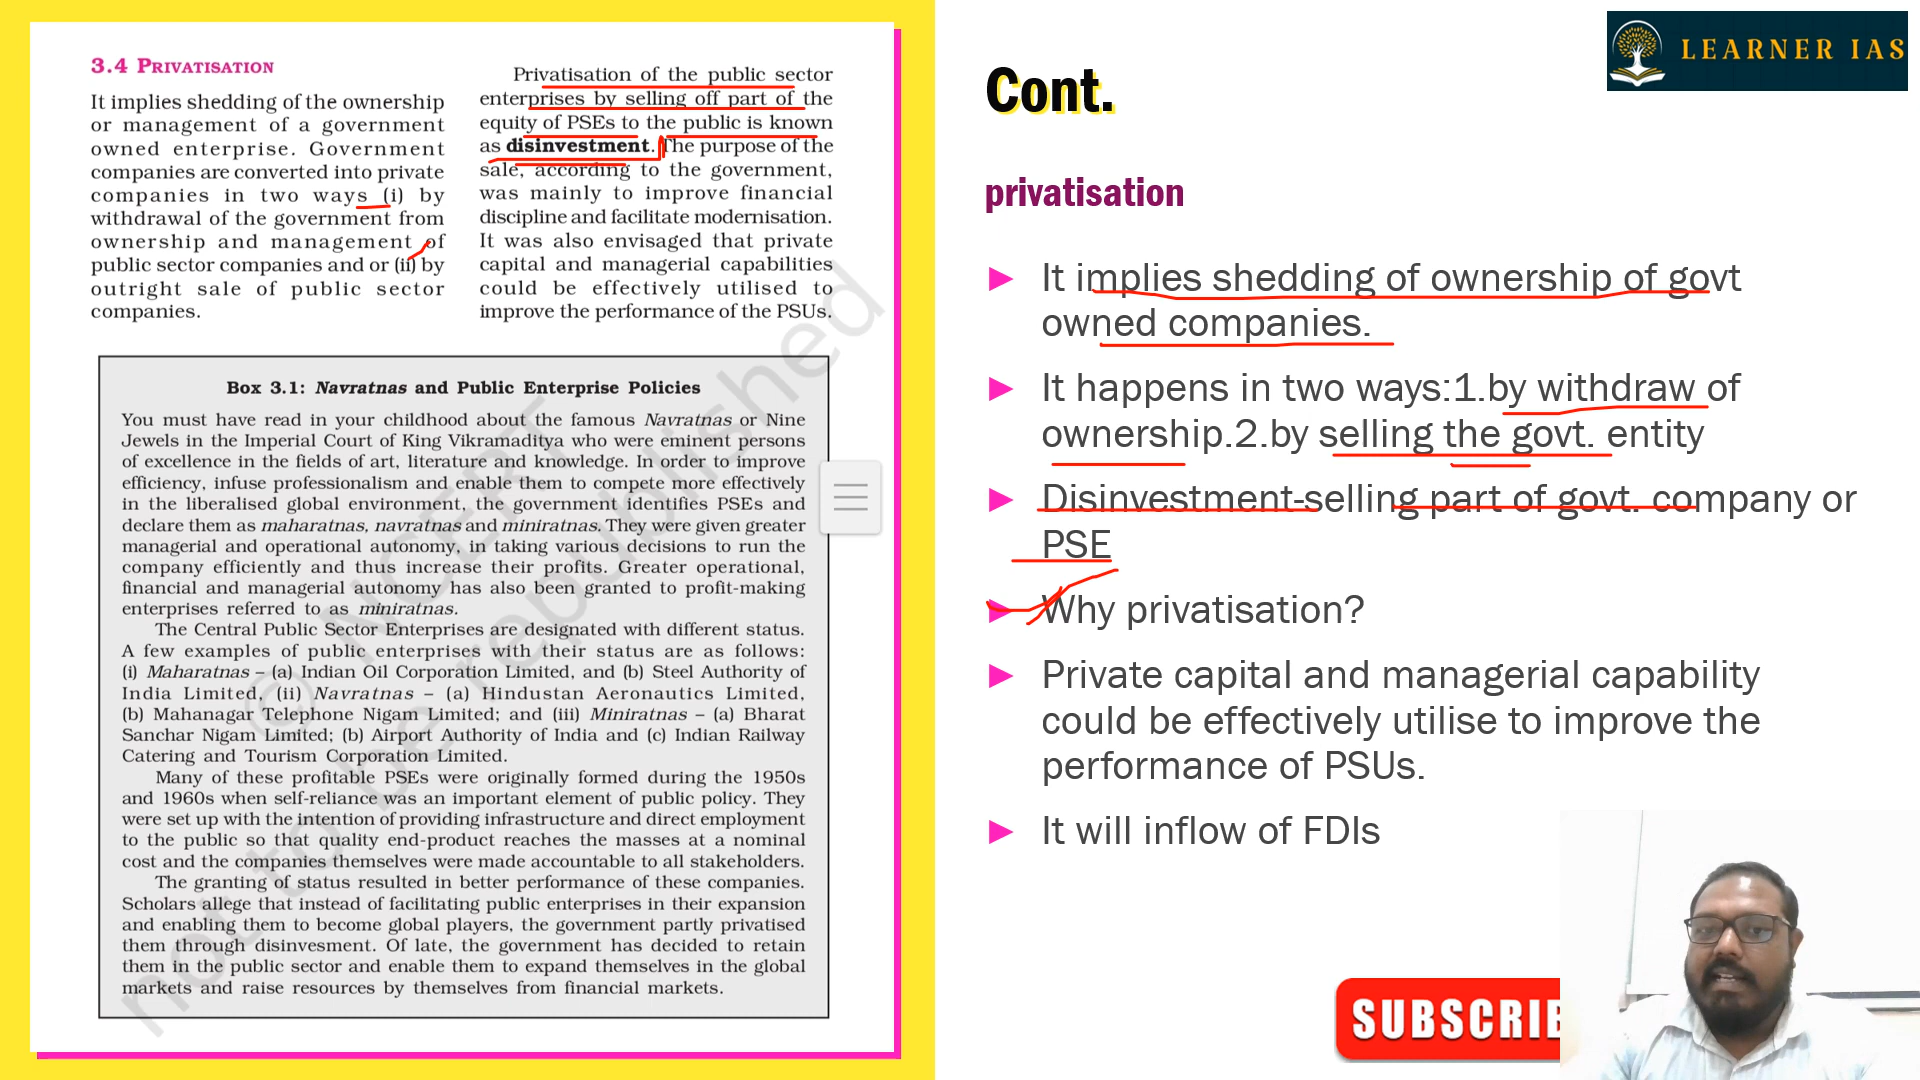 3.4 PRIVATISATION
It implies shedding of the ownership
or management of a government
owned enterprise. Government
companies are converted into private
companies in two ways (i) by
withdrawal of the government from
ownership and management of
public sector companies and or (ii) by
outright sale of public sector
companies.
Privatisation of the public sector
enterprises by selling off part of the
equity of PSEs to the public is known
as disinvestment. The purpose of the
sale, according to the government,
was mainly to improve financial
discipline and facilitate modernisation.
It was also envisaged that private
capital and managerial capabilities
could be effectively utilised to
improve the performance of the PSUs.
Box 3.1: Navratnas and Public Enterprise Policies
You must have read in your childhood about the famous Navratnas or Nine
Jewels in the Imperial Court of King Vikramaditya who were eminent persons
of excellence in the fields of art, literature and knowledge. In order to improve
efficiency, infuse professionalism and enable them to compete more effectively
in the liberalised global environment, the government identifies PSEs and
declare them as maharatnas, navratnas and miniratnas. They were given greater
managerial and operational autonomy, in taking various decisions to run the
company efficiently and thus increase their profits. Greater operational,
financial and managerial autonomy has also been granted to profit-making
enterprises referred to as miniratnas.
The Central Public Sector Enterprises are designated with different status.
A few examples of public enterprises with their status are as follows:
(i) Maharatnas – (a) Indian Oil Corporation Limited, and (b) Steel Authority of
India Limited, (ii) Navratnas – (a) Hindustan Aeronautics Limited,
(b) Mahanagar Telephone Nigam Limited; and (iii) Miniratnas – (a) Bharat
Sanchar Nigam Limited; (b) Airport Authority of India and (c) Indian Railway
Catering and Tourism Corporation Limited.
Many of these profitable PSEs were originally formed during the 1950s
and 1960s when self-reliance was an important element of public policy. They
were set up with the intention of providing infrastructure and direct employment
to the public so that quality end-product reaches the masses at a nominal
cost and the companies themselves were made accountable to all stakeholders.
The granting of status resulted in better performance of these companies.
Scholars allege that instead of facilitating public enterprises in their expansion
and enabling them to become global players, the government partly privatised
them through disinvesment. Of late, the government has decided to retain
them in the public sector and enable them to expand themselves in the global
markets and raise resources by themselves from financial markets.
© NCERT
not to be republished
LEARNER IAS
Cont.
privatisation
It implies shedding of ownership of govt
owned companies.
It happens in two ways:1.by withdraw of
ownership.2.by selling the govt. entity
Disinvestment-selling part of govt. company or
PSE
Why privatisation?
Private capital and managerial capability
could be effectively utilise to improve the
performance of PSUs.
It will inflow of FDIs
SUBSCRIB